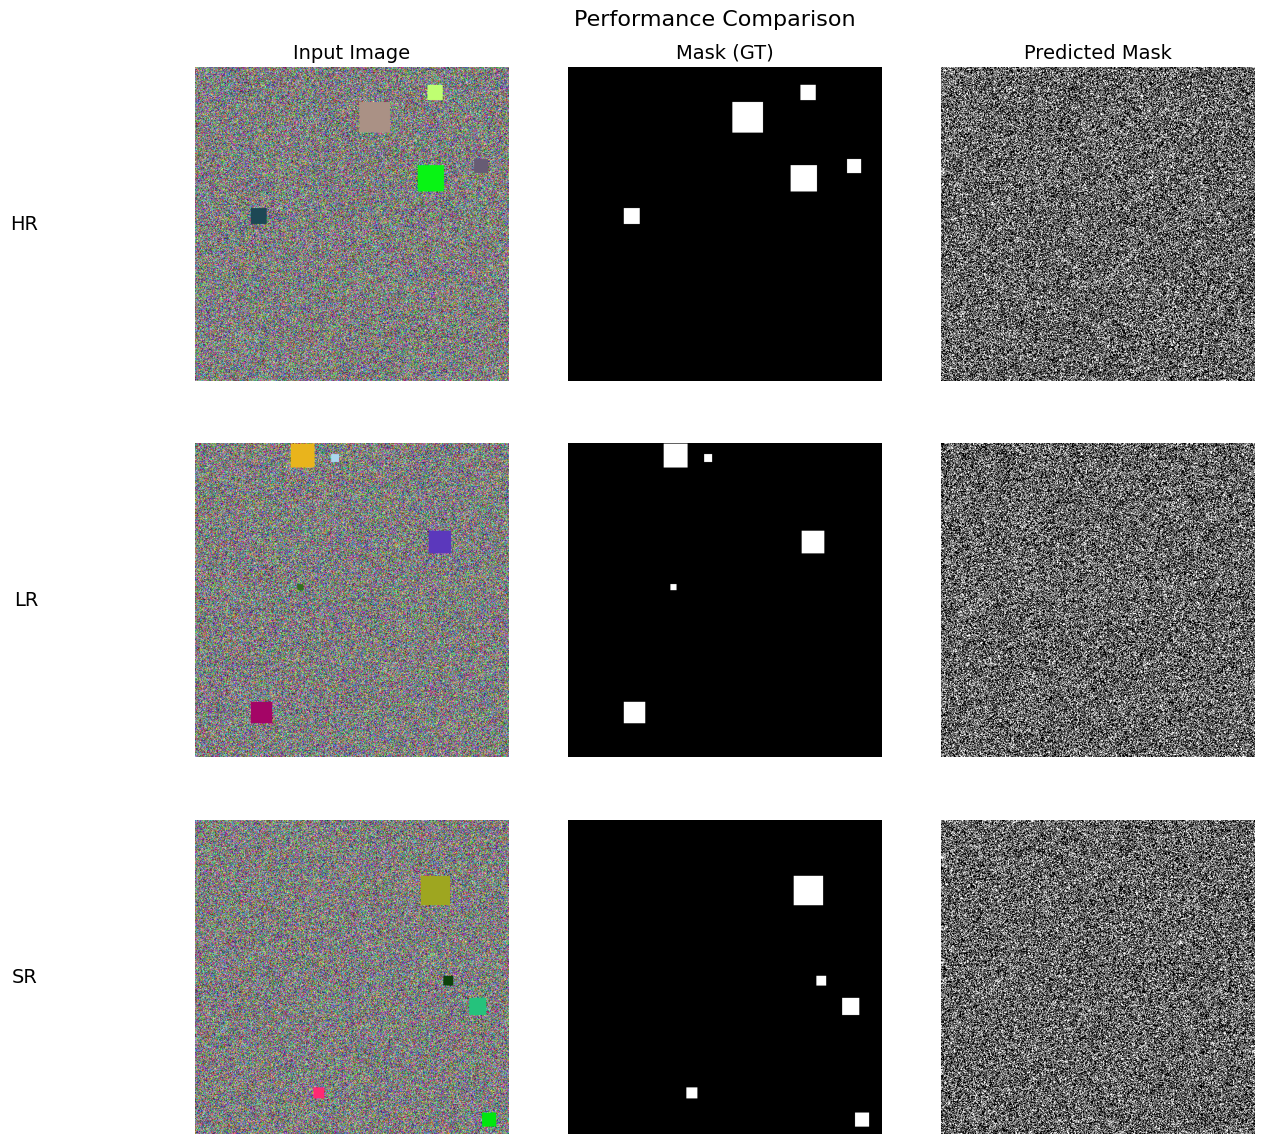 Performance Comparison
Input Image
Mask (GT)
Predicted Mask
HR
LR
SR